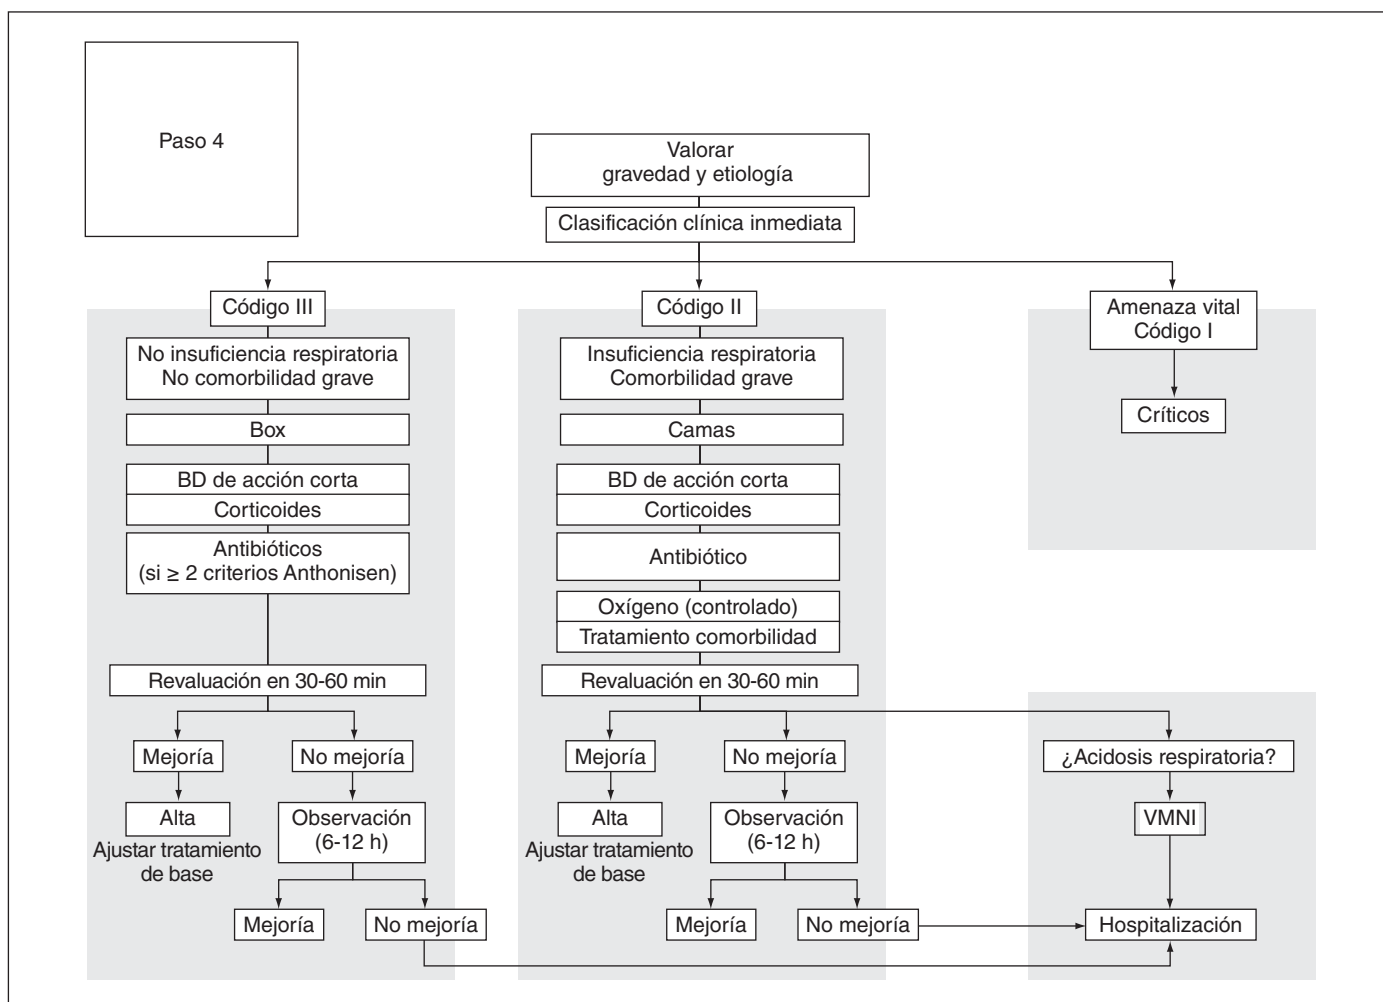 Paso 4
Valorar
gravedad y etiología
Clasificación clínica inmediata
Código III
No insuficiencia respiratoria
No comorbilidad grave
Box
BD de acción corta
Corticoides
Antibióticos
(si ≥ 2 criterios Anthonisen)
Revaluación en 30-60 min
Mejoría
No mejoría
Alta
Ajustar tratamiento
de base
Observación
(6-12 h)
Mejoría
No mejoría
Código II
Insuficiencia respiratoria
Comorbilidad grave
Camas
BD de acción corta
Corticoides
Antibiótico
Oxígeno (controlado)
Tratamiento comorbilidad
Revaluación en 30-60 min
Mejoría
No mejoría
Alta
Ajustar tratamiento
de base
Observación
(6-12 h)
Mejoría
No mejoría
Amenaza vital
Código I
Críticos
¿Acidosis respiratoria?
VMNI
Hospitalización